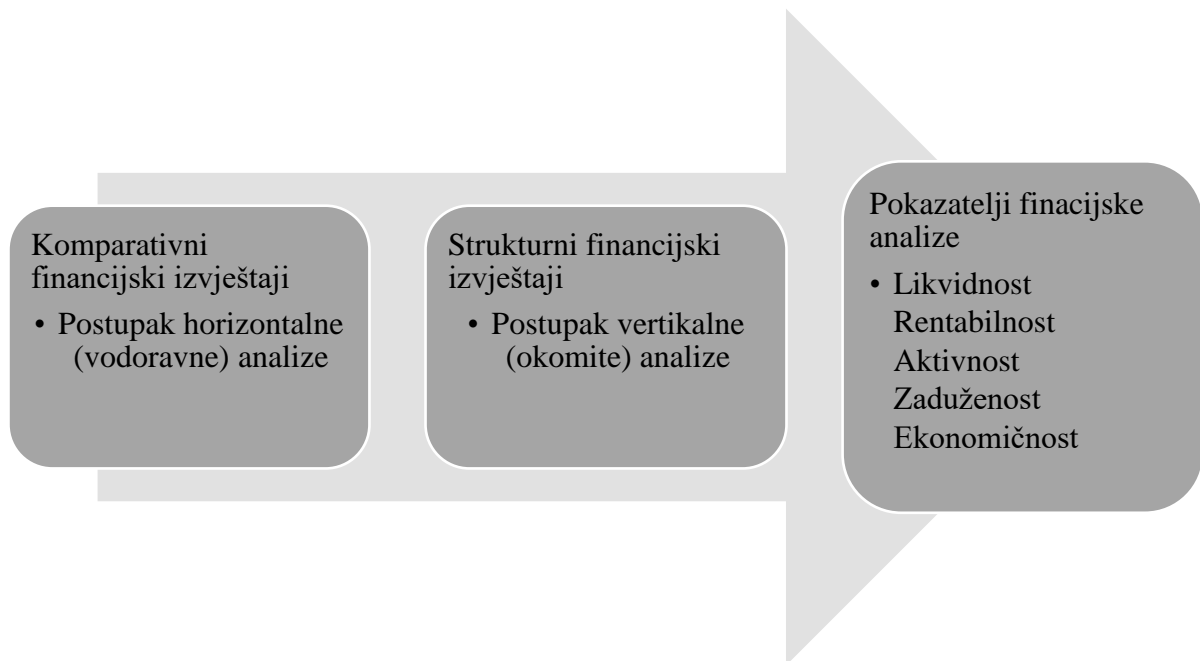 Komparativni
financijski izvještaji
• Postupak horizontalne
(vodoravne) analize
Strukturni financijski
izvještaji
• Postupak vertikalne
(okomite) analize
Pokazatelji finacijske
analize
• Likvidnost
Rentabilnost
Aktivnost
Zaduženost
Ekonomičnost